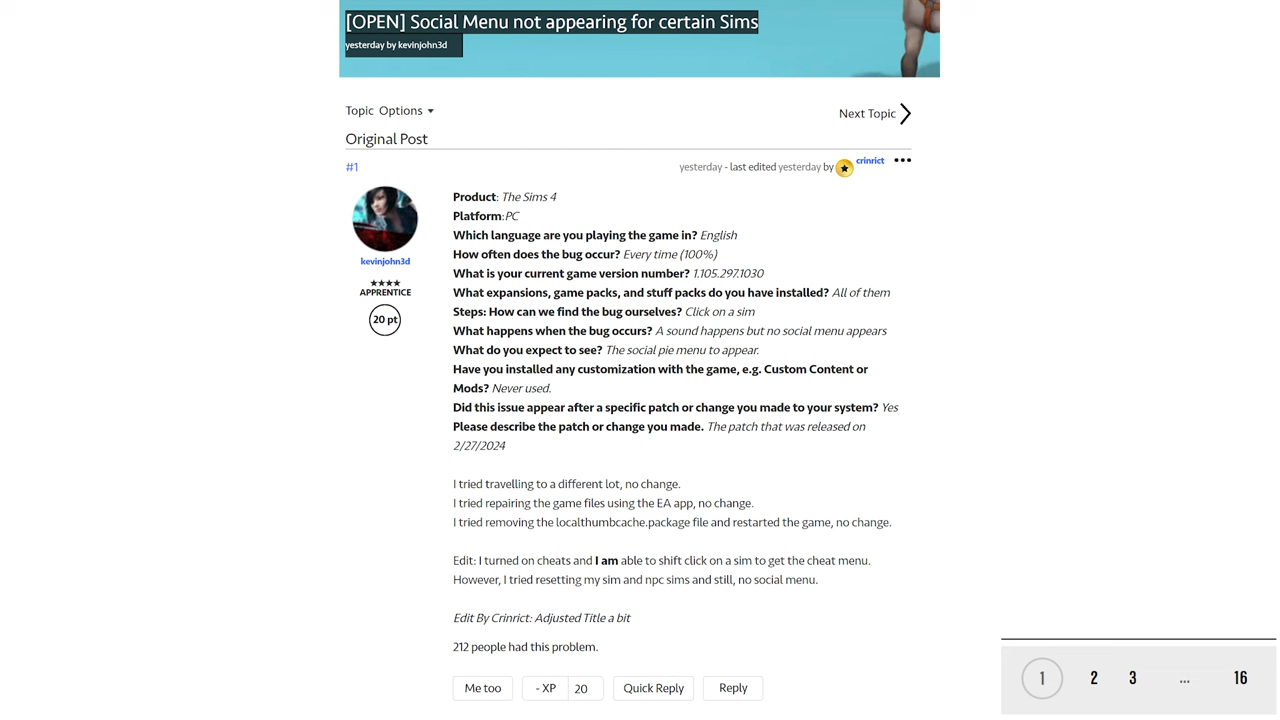 [OPEN] Social Menu not appearing for certain Sims
yesterday by kevinjohn3d
Topic Options
Next Topic
Original Post
#1
yesterday - last edited yesterday by crinrict
kevinjohn3d
APPRENTICE
20 pt
Product: The Sims 4
Platform:PC
Which language are you playing the game in? English
How often does the bug occur? Every time (100%)
What is your current game version number? 1.105.297.1030
What expansions, game packs, and stuff packs do you have installed? All of them
Steps: How can we find the bug ourselves? Click on a sim
What happens when the bug occurs? A sound happens but no social menu appears
What do you expect to see? The social pie menu to appear.
Have you installed any customization with the game, e.g. Custom Content or
Mods? Never used.
Did this issue appear after a specific patch or change you made to your system? Yes
Please describe the patch or change you made. The patch that was released on
2/27/2024
I tried travelling to a different lot, no change.
I tried repairing the game files using the EA app, no change.
I tried removing the localthumbcache.package file and restarted the game, no change.
Edit: I turned on cheats and I am able to shift click on a sim to get the cheat menu.
However, I tried resetting my sim and npc sims and still, no social menu.
Edit By Crinrict: Adjusted Title a bit
212 people had this problem.
Me too - XP 20 Quick Reply Reply
1 2 3 ... 16